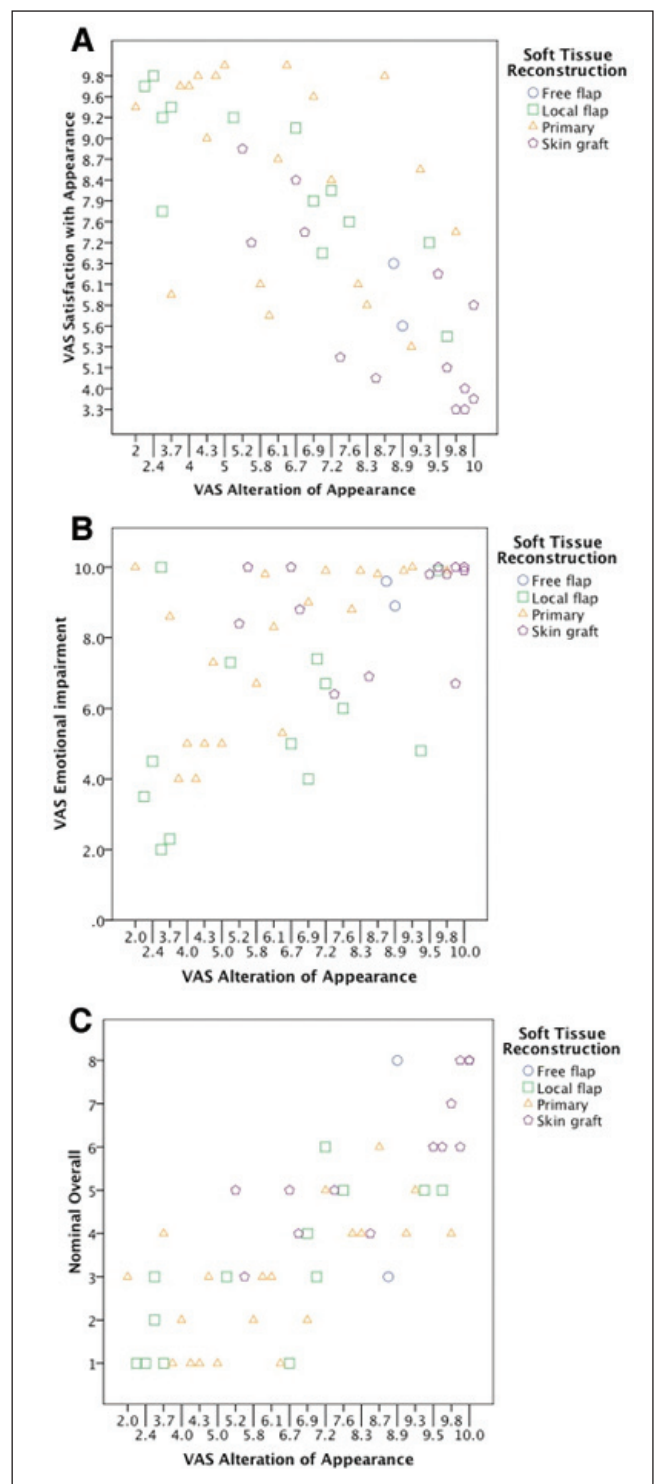 A
Soft Tissue
Reconstruction
Free flap
Local flap
Primary
Skin graft
VAS Satisfaction with Appearance
9.8
9.6
9.2
9.0
8.7
8.4
7.9
7.6
7.2
6.3
6.1
5.8
5.6
5.3
5.1
4.0
3.3
2 3.7 4.3 5.2 6.1 6.9 7.6 8.7 9.3 9.8
2.4 4 5 5.8 6.7 7.2 8.3 8.9 9.5 10
VAS Alteration of Appearance
B
Soft Tissue
Reconstruction
Free flap
Local flap
Primary
Skin graft
VAS Emotional impairment
10.0
8.0
6.0
4.0
2.0
.0
2.0 3.7 4.3 5.2 6.1 6.9 7.6 8.7 9.3 9.8
2.4 4.0 5.0 5.8 6.7 7.2 8.3 8.9 9.5 10.0
VAS Alteration of Appearance
C
Soft Tissue
Reconstruction
Free flap
Local flap
Primary
Skin graft
Nominal Overall
8
7
6
5
4
3
2
1
2.0 3.7 4.3 5.2 6.1 6.9 7.6 8.7 9.3 9.8
2.4 4.0 5.0 5.8 6.7 7.2 8.3 8.9 9.5 10.0
VAS Alteration of Appearance